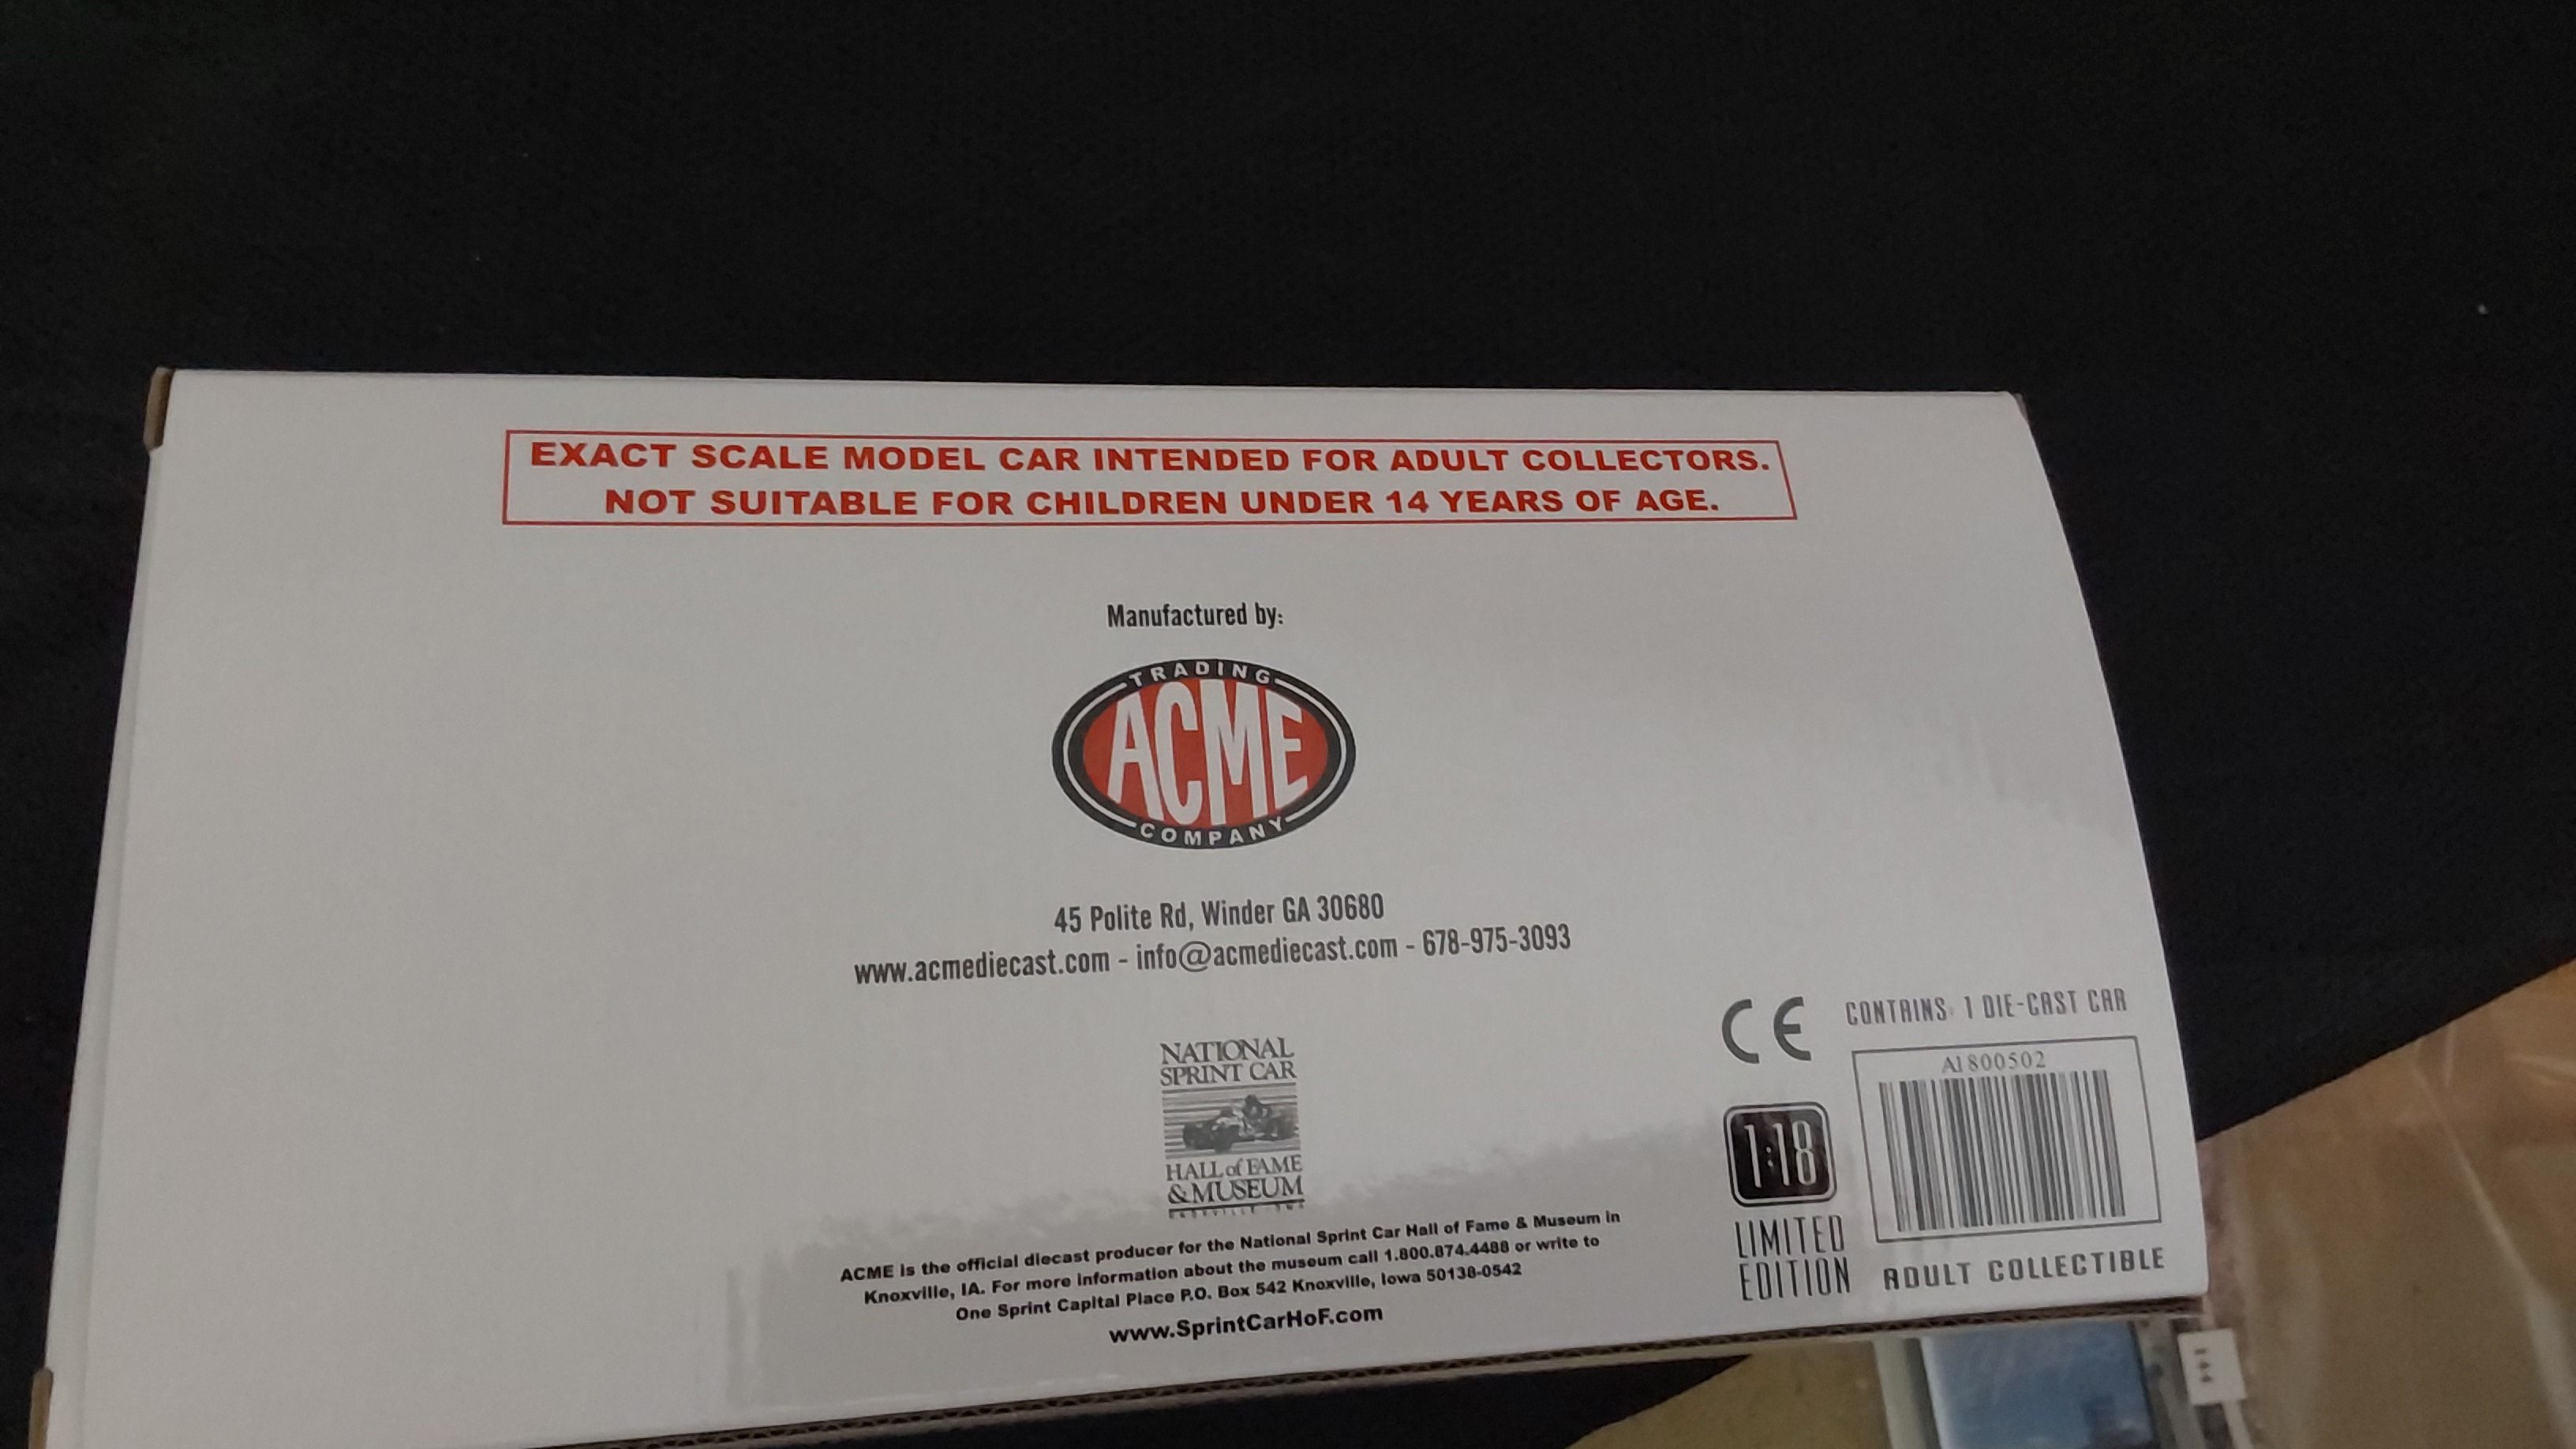 EXACT SCALE MODEL CAR INTENDED FOR ADULT COLLECTORS.
NOT SUITABLE FOR CHILDREN UNDER 14 YEARS OF AGE.
Manufactured by:
TRADING
ACME
COMPANY
45 Polite Rd, Winder GA 30680
www.acmediecast.com - info@acmediecast.com - 678-975-3093
NATIONAL
SPRINT CAR
HALL of FAME
& MUSEUM
ACME is the official diecast producer for the National Sprint Car Hall of Fame & Museum in
Knoxville, IA. For more information about the museum call 1.800.874.4488 or write to
One Sprint Capital Place P.O. Box 542 Knoxville, Iowa 50138-0542
www.SprintCarHoF.com
CE
CONTAINS: 1 DIE-CAST CAR
A1800502
1:18
LIMITED
EDITION
ADULT COLLECTIBLE